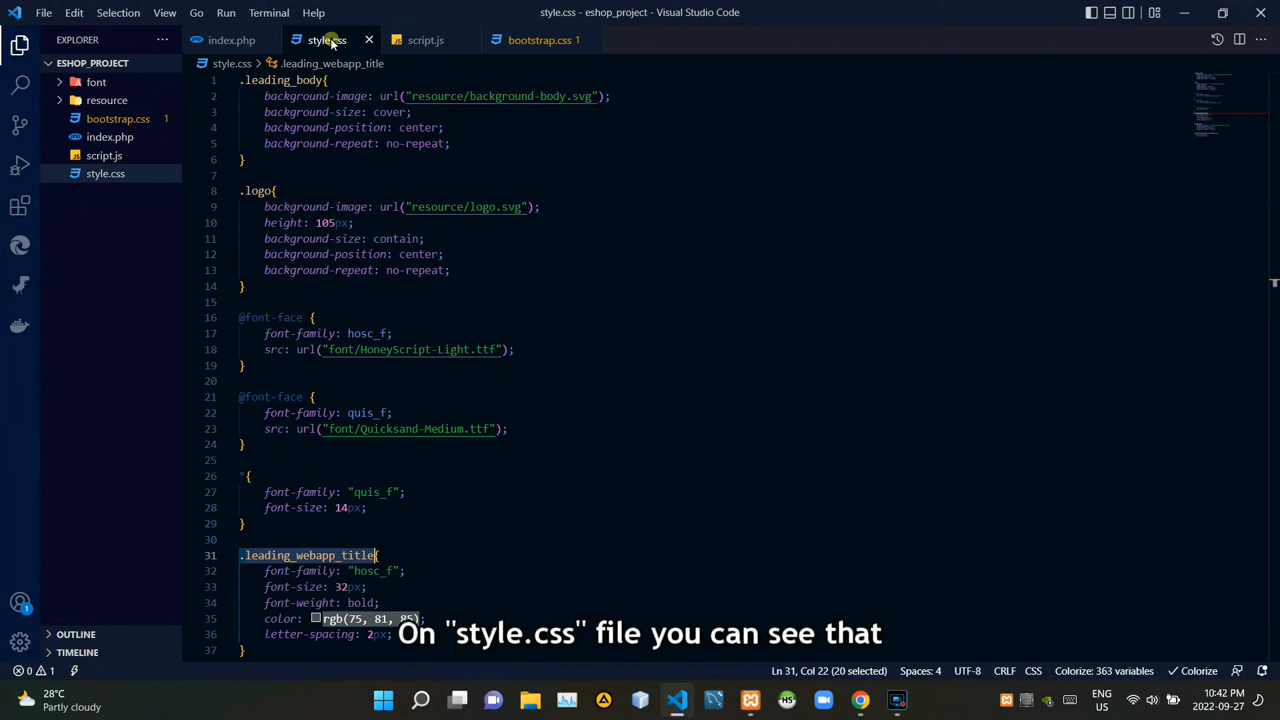 File Edit Selection View Go Run Terminal Help
style.css - eshop_project - Visual Studio Code
EXPLORER
index.php
style.css
script.js
bootstrap.css 1
ESHOP_PROJECT
font
resource
bootstrap.css 1
index.php
script.js
style.css
style.css > .leading_webapp_title
1 .leading_body{
2 background-image: url("resource/background-body.svg");
3 background-size: cover;
4 background-position: center;
5 background-repeat: no-repeat;
6 }
7
8 .logo{
9 background-image: url("resource/logo.svg");
10 height: 105px;
11 background-size: contain;
12 background-position: center;
13 background-repeat: no-repeat;
14 }
15
16 @font-face {
17 font-family: hosc_f;
18 src: url("font/HoneyScript-Light.ttf");
19 }
20
21 @font-face {
22 font-family: quis_f;
23 src: url("font/Quicksand-Medium.ttf");
24 }
25
26 *{
27 font-family: "quis_f";
28 font-size: 14px;
29 }
30
31 .leading_webapp_title{
32 font-family: "hosc_f";
33 font-size: 32px;
34 font-weight: bold;
35 color: rgb(75, 81, 85);
36 letter-spacing: 2px;
37 }
On "style.css" file you can see that
OUTLINE
TIMELINE
1
0 1
Ln 31, Col 22 (20 selected) Spaces: 4 UTF-8 CRLF CSS Colorize: 363 variables Colorize
28°C
Partly cloudy
HS
ENG
UK
10:42 PM
2022-09-27